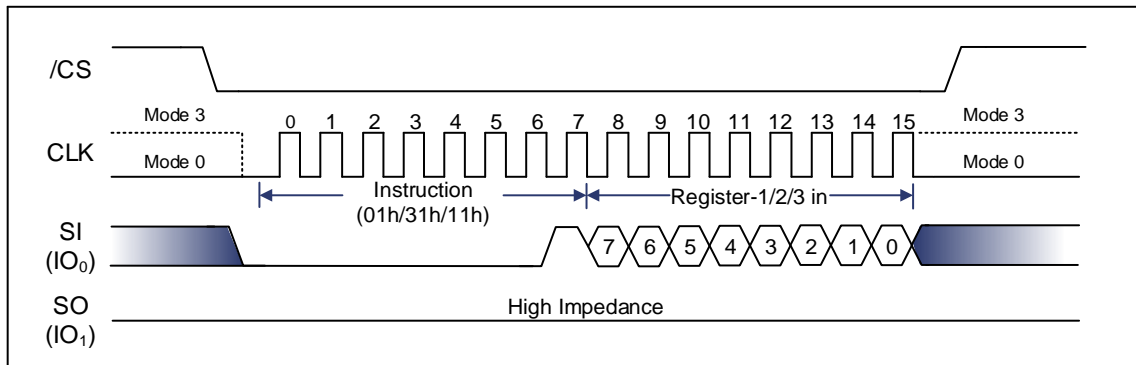 /CS
Mode 3
Mode 3
0 1 2 3 4 5 6 7 8 9 10 11 12 13 14 15
CLK
Mode 0
Mode 0
Instruction
(01h/31h/11h)
Register-1/2/3 in
SI
(IO₀)
7 6 5 4 3 2 1 0
SO
(IO₁)
High Impedance